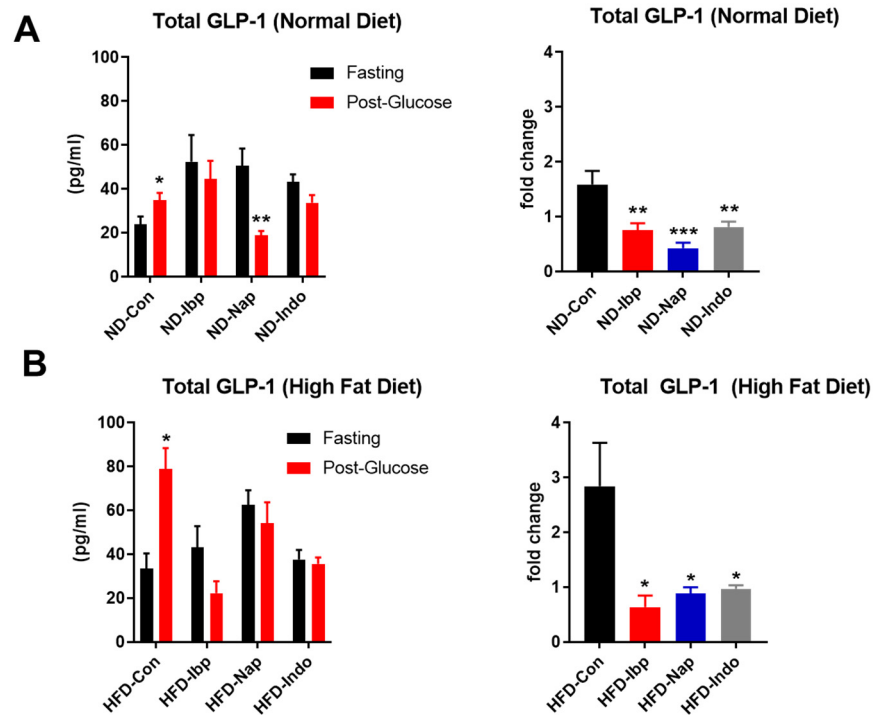 A
Total GLP-1 (Normal Diet)
100
80
60
40
20
0
(pg/ml)
Fasting
Post-Glucose
*
**
ND-Con
ND-Ibp
ND-Nap
ND-Indo
Total GLP-1 (Normal Diet)
4
3
2
1
0
fold change
**
***
**
ND-Con
ND-Ibp
ND-Nap
ND-Indo
B
Total GLP-1 (High Fat Diet)
100
80
60
40
20
0
(pg/ml)
Fasting
Post-Glucose
*
HFD-Con
HFD-Ibp
HFD-Nap
HFD-Indo
Total GLP-1 (High Fat Diet)
4
3
2
1
0
fold change
*
*
*
HFD-Con
HFD-Ibp
HFD-Nap
HFD-Indo